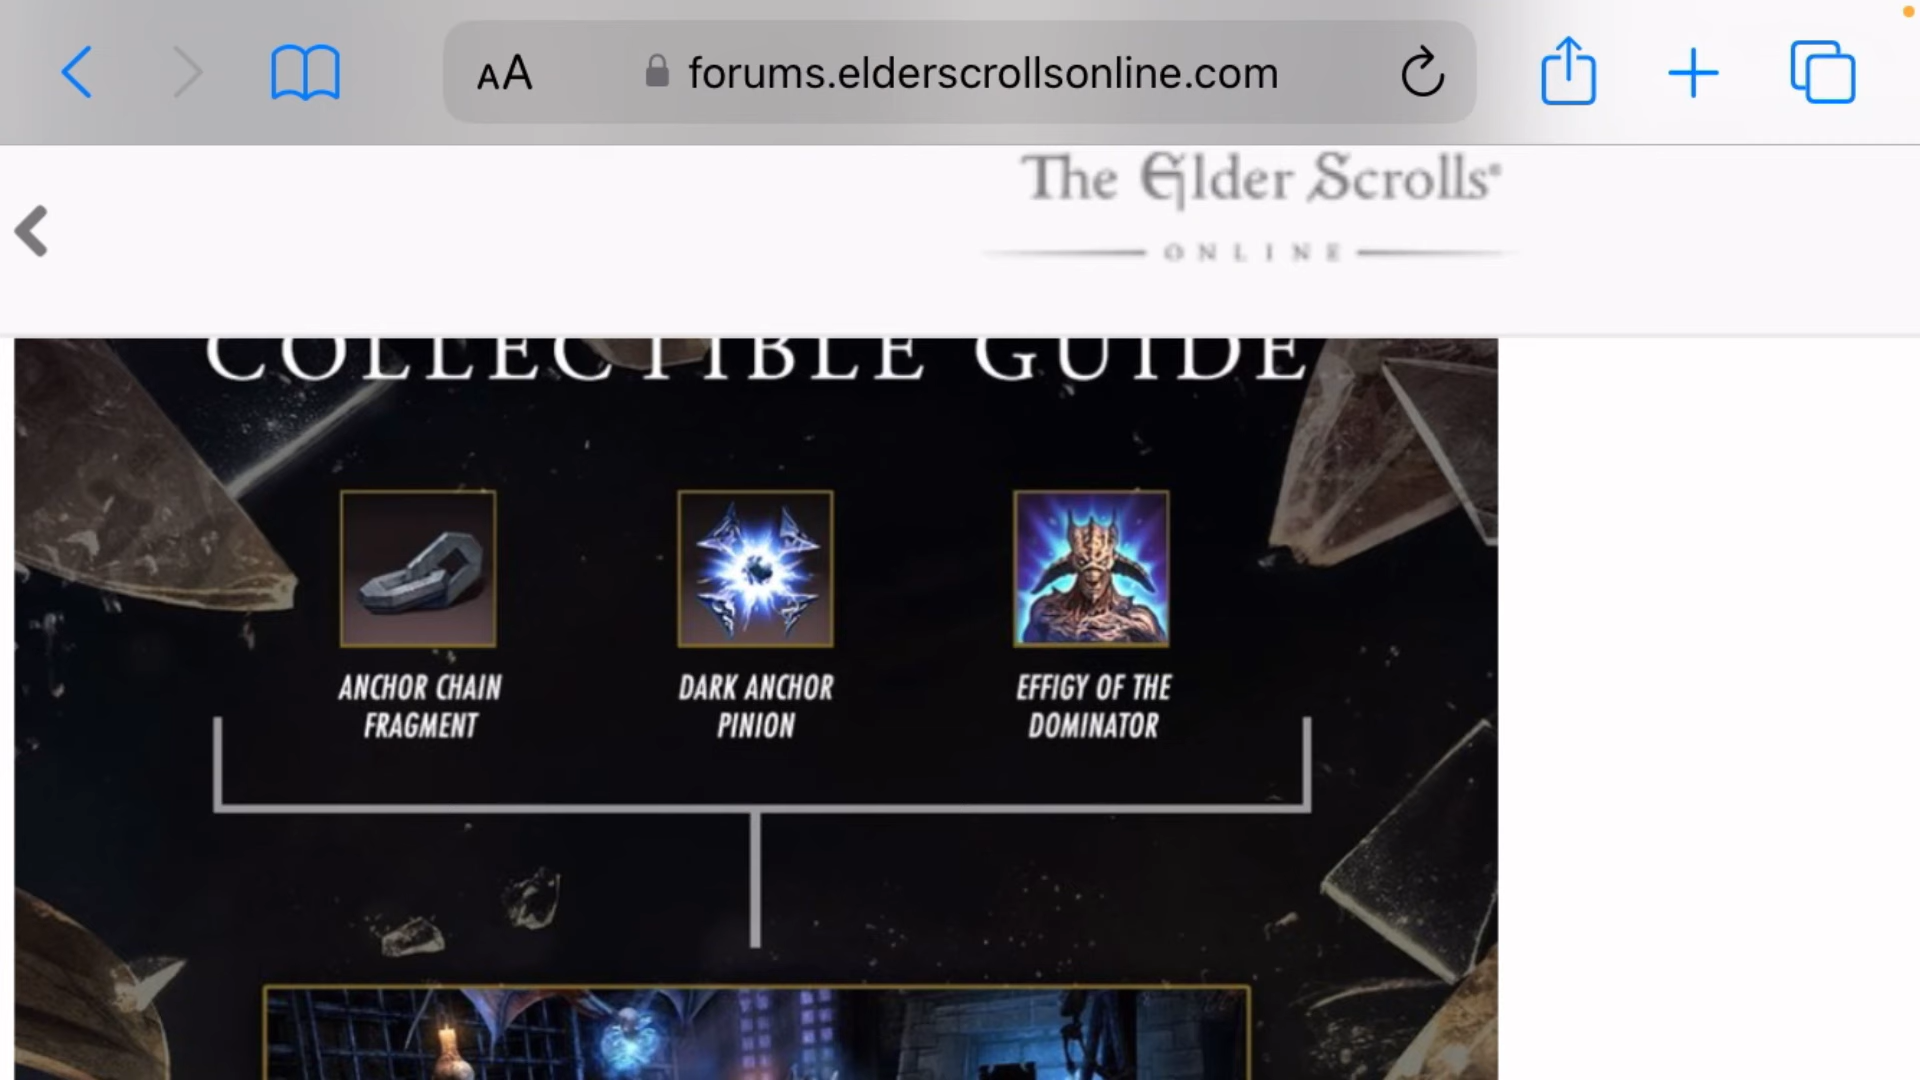 AA forums.elderscrollsonline.com
The Elder Scrolls®
ONLINE
COLLECTIBLE GUIDE
ANCHOR CHAIN
FRAGMENT
DARK ANCHOR
PINION
EFFIGY OF THE
DOMINATOR